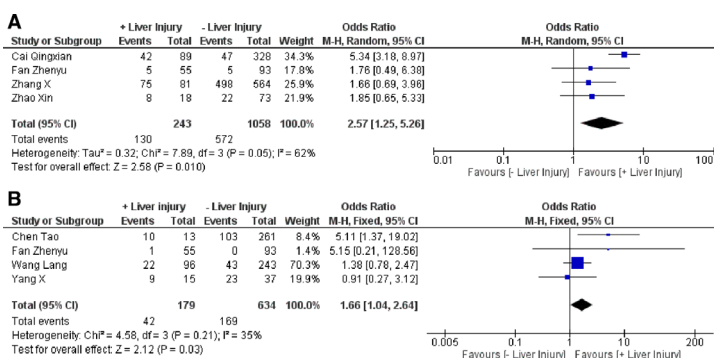 A
+ Liver Injury - Liver Injury Odds Ratio Odds Ratio
Study or Subgroup Events Total Events Total Weight M-H, Random, 95% CI M-H, Random, 95% CI
Cai Qingxian 42 89 47 328 34.3% 5.34 [3.18, 8.97]
Fan Zhenyu 5 55 5 93 17.8% 1.76 [0.49, 6.38]
Zhang X 75 81 498 564 25.9% 1.66 [0.69, 3.96]
Zhao Xin 8 18 22 73 21.9% 1.85 [0.65, 5.33]
Total (95% CI) 243 1058 100.0% 2.57 [1.25, 5.26]
Total events 130 572
Heterogeneity: Tau² = 0.32; Chi² = 7.89, df = 3 (P = 0.05); I² = 62%
Test for overall effect: Z = 2.58 (P = 0.010)
0.01 0.1 1 10 100
Favours [- Liver Injury] Favours [+ Liver Injury]
B
+ Liver Injury - Liver Injury Odds Ratio Odds Ratio
Study or Subgroup Events Total Events Total Weight M-H, Fixed, 95% CI M-H, Fixed, 95% CI
Chen Tao 10 13 103 261 8.4% 5.11 [1.37, 19.02]
Fan Zhenyu 1 55 0 93 1.4% 5.15 [0.21, 128.56]
Wang Lang 22 96 43 243 70.3% 1.38 [0.78, 2.47]
Yang X 9 15 23 37 19.9% 0.91 [0.27, 3.12]
Total (95% CI) 179 634 100.0% 1.66 [1.04, 2.64]
Total events 42 169
Heterogeneity: Chi² = 4.58, df = 3 (P = 0.21); I² = 35%
Test for overall effect: Z = 2.12 (P = 0.03)
0.005 0.1 1 10 200
Favours [- Liver Injury] Favours [+ Liver Injury]